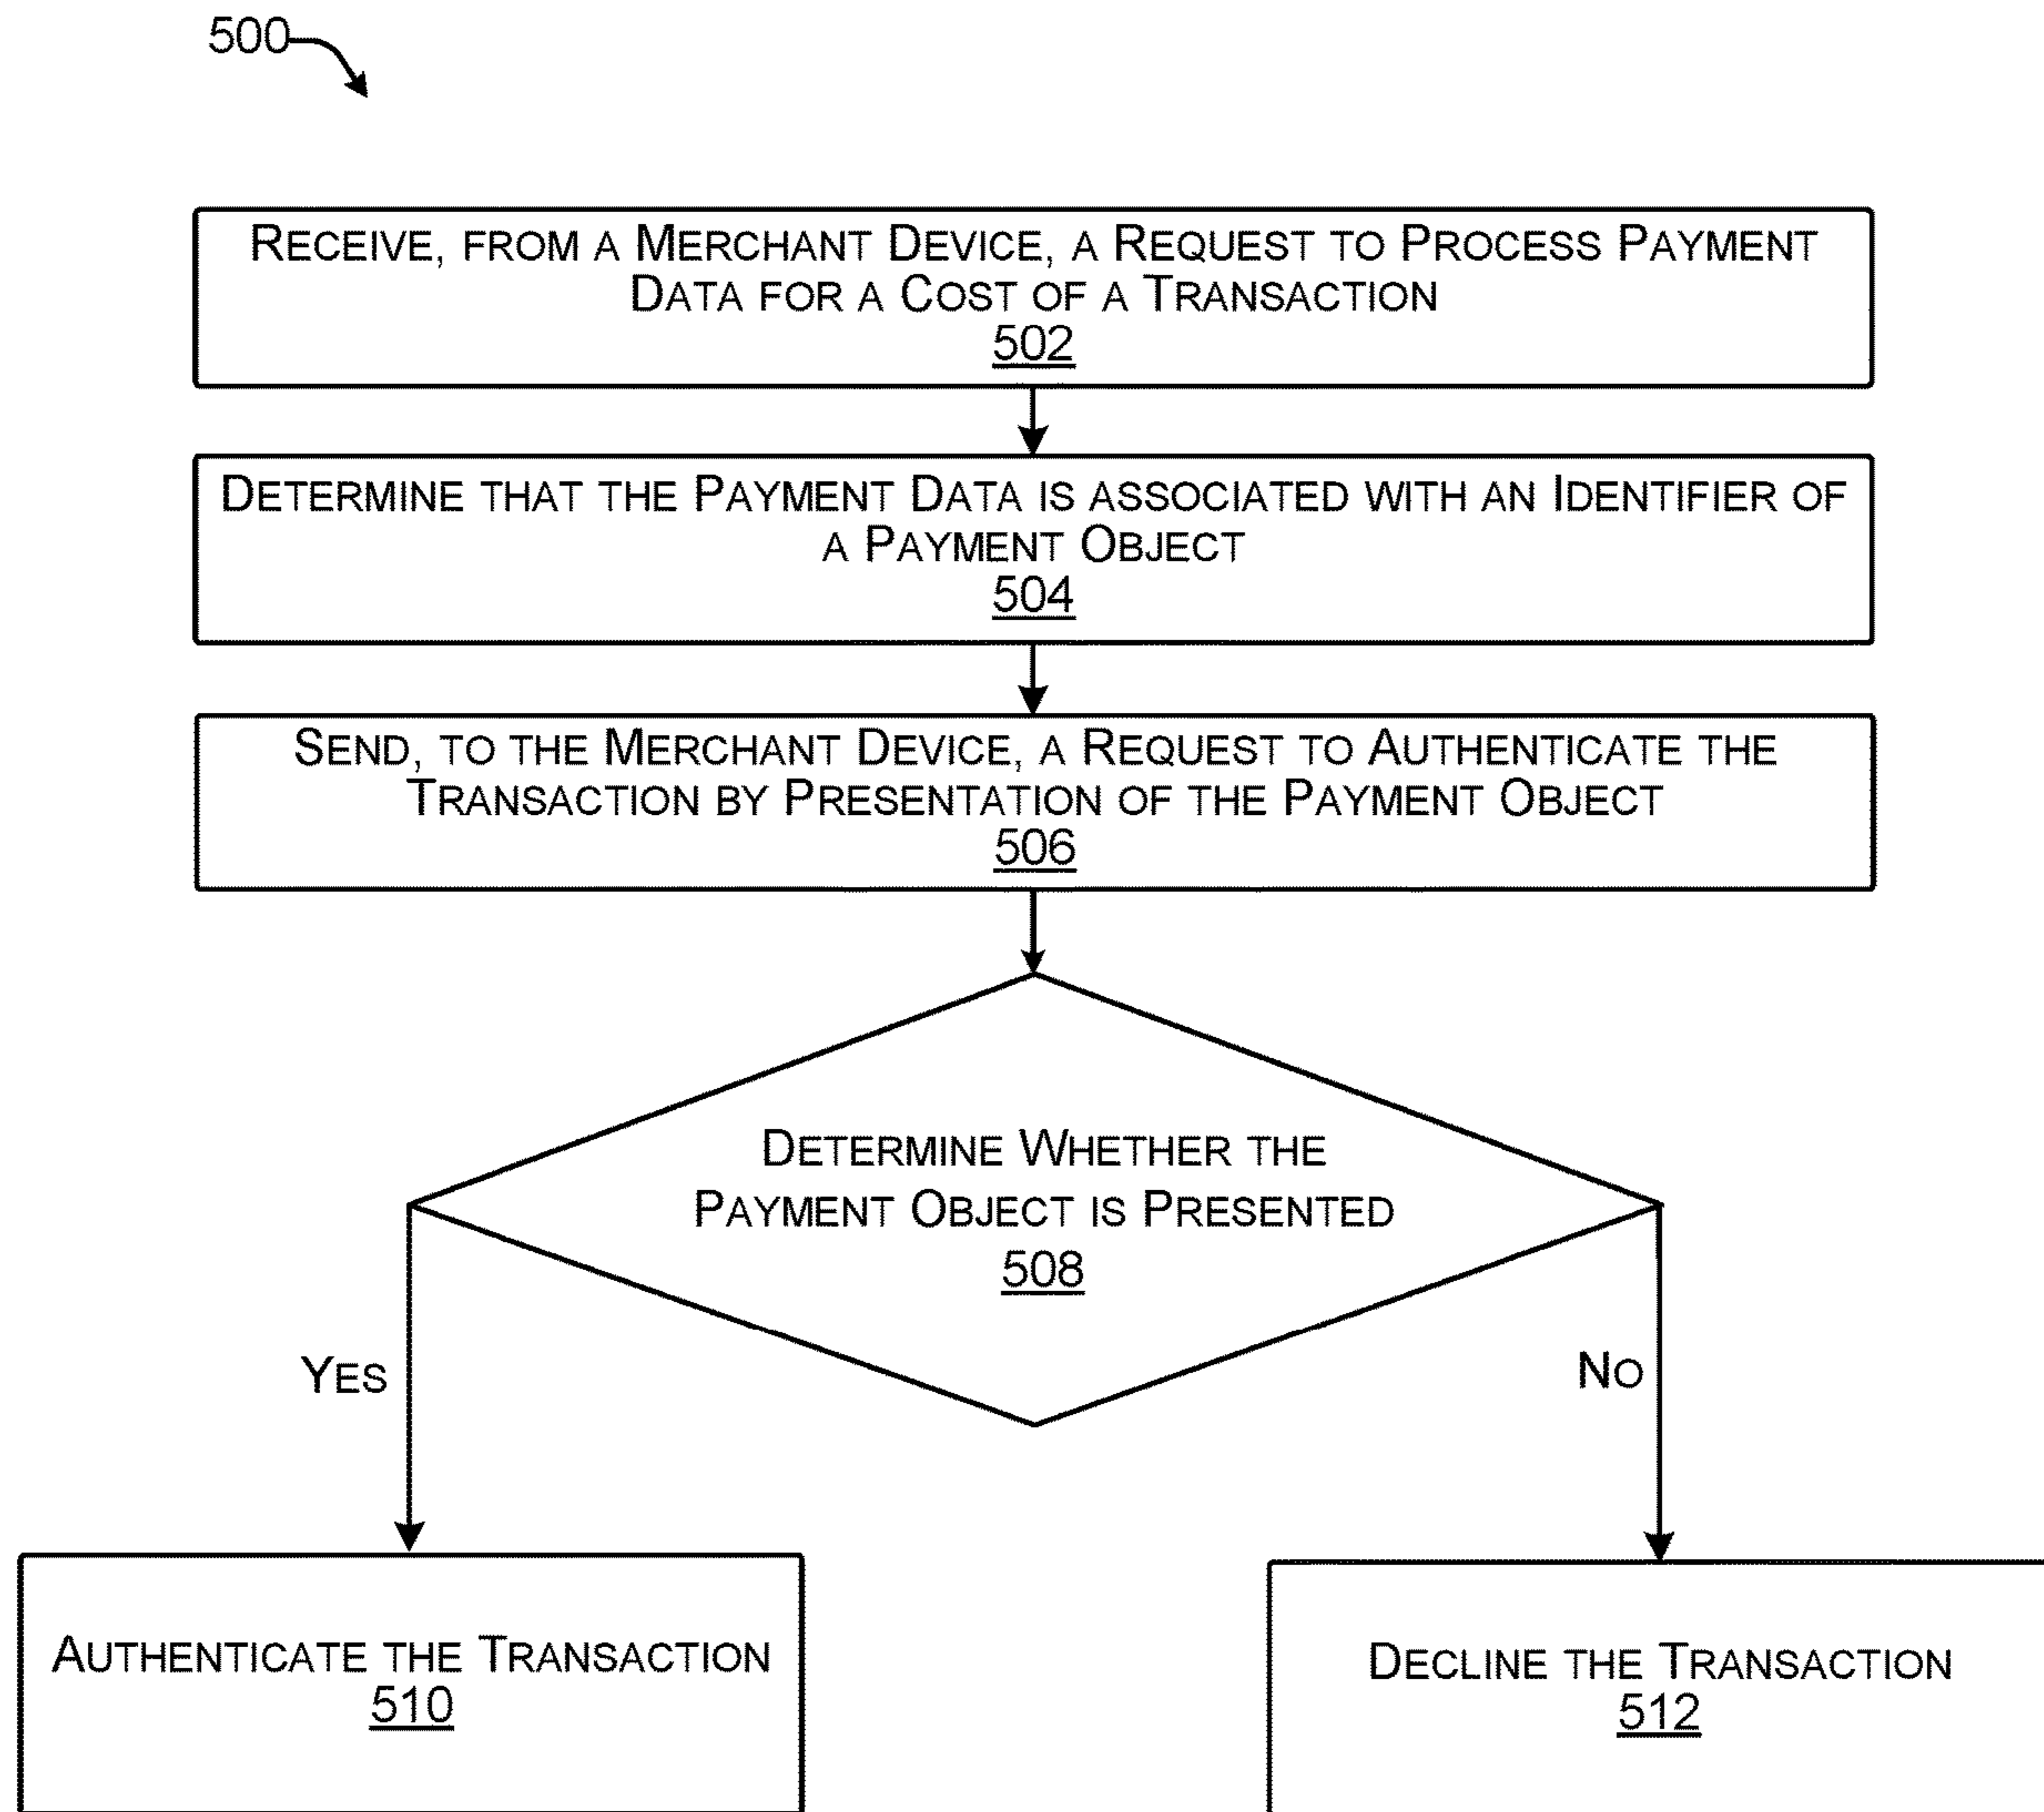 500
RECEIVE, FROM A MERCHANT DEVICE, A REQUEST TO PROCESS PAYMENT
DATA FOR A COST OF A TRANSACTION
502
DETERMINE THAT THE PAYMENT DATA IS ASSOCIATED WITH AN IDENTIFIER OF
A PAYMENT OBJECT
504
SEND, TO THE MERCHANT DEVICE, A REQUEST TO AUTHENTICATE THE
TRANSACTION BY PRESENTATION OF THE PAYMENT OBJECT
506
DETERMINE WHETHER THE
PAYMENT OBJECT IS PRESENTED
508
YES
NO
AUTHENTICATE THE TRANSACTION
510
DECLINE THE TRANSACTION
512